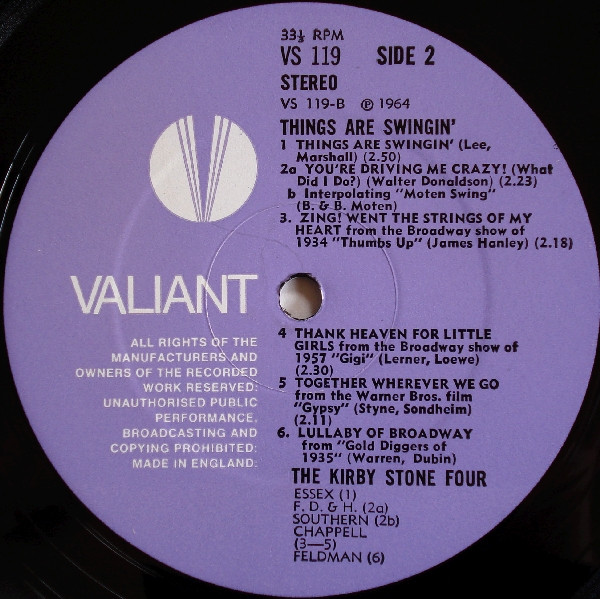 33⅓ RPM
VS 119 SIDE 2
STEREO
VS 119-B ℗ 1964
THINGS ARE SWINGIN'
1 THINGS ARE SWINGIN' (Lee,
Marshall) (2.50)
2a YOU'RE DRIVING ME CRAZY! (What
Did I Do?) (Walter Donaldson) (2.23)
b Interpolating "Moten Swing"
(B. & B. Moten)
3. ZING! WENT THE STRINGS OF MY
HEART from the Broadway show of
1934 "Thumbs Up" (James Hanley) (2.18)
VALIANT
ALL RIGHTS OF THE
MANUFACTURERS AND
OWNERS OF THE RECORDED
WORK RESERVED:
UNAUTHORISED PUBLIC
PERFORMANCE,
BROADCASTING AND
COPYING PROHIBITED:
MADE IN ENGLAND:
4 THANK HEAVEN FOR LITTLE
GIRLS from the Broadway show of
1957 "Gigi" (Lerner, Loewe)
(2.30)
5 TOGETHER WHEREVER WE GO
from the Warner Bros. film
"Gypsy" (Styne, Sondheim)
(2.11)
6. LULLABY OF BROADWAY
from "Gold Diggers of
1935" (Warren, Dubin)
THE KIRBY STONE FOUR
ESSEX (1)
F. D. & H. (2a)
SOUTHERN (2b)
CHAPPELL
(3—5)
FELDMAN (6)